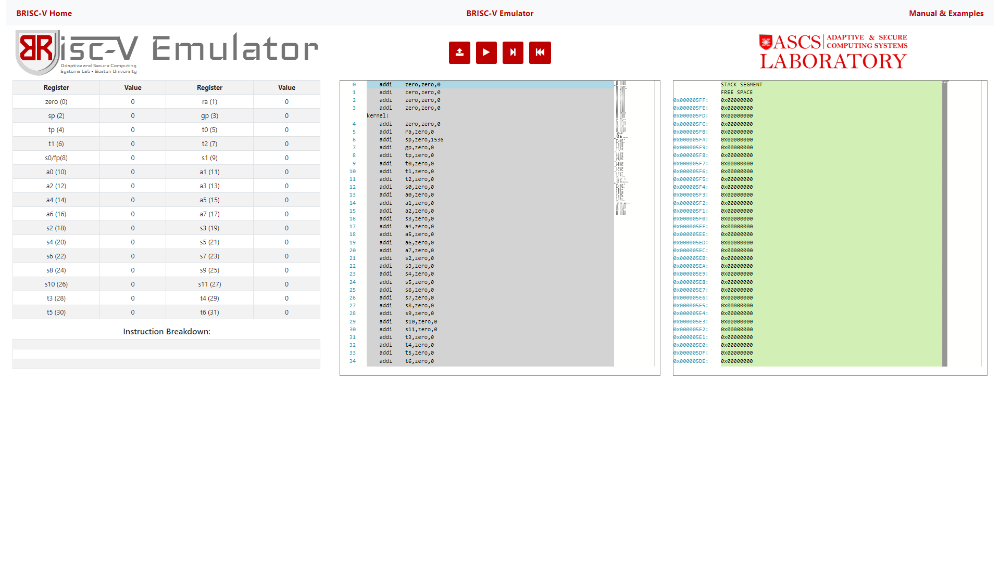 BRISC-V Home
BRISC-V Emulator
Manual & Examples
BRisc-V Emulator
Adaptive and Secure Computing
Systems Lab • Boston University
ASCS ADAPTIVE & SECURE
COMPUTING SYSTEMS
LABORATORY
Register Value Register Value
zero (0) 0 ra (1) 0
sp (2) 0 gp (3) 0
tp (4) 0 t0 (5) 0
t1 (6) 0 t2 (7) 0
s0/fp(8) 0 s1 (9) 0
a0 (10) 0 a1 (11) 0
a2 (12) 0 a3 (13) 0
a4 (14) 0 a5 (15) 0
a6 (16) 0 a7 (17) 0
s2 (18) 0 s3 (19) 0
s4 (20) 0 s5 (21) 0
s6 (22) 0 s7 (23) 0
s8 (24) 0 s9 (25) 0
s10 (26) 0 s11 (27) 0
t3 (28) 0 t4 (29) 0
t5 (30) 0 t6 (31) 0
Instruction Breakdown:
0 addi zero,zero,0
1 addi zero,zero,0
2 addi zero,zero,0
3 addi zero,zero,0
kernel:
4 addi zero,zero,0
5 addi ra,zero,0
6 addi sp,zero,1536
7 addi gp,zero,0
8 addi tp,zero,0
9 addi t0,zero,0
10 addi t1,zero,0
11 addi t2,zero,0
12 addi s0,zero,0
13 addi a0,zero,0
14 addi a1,zero,0
15 addi a2,zero,0
16 addi s3,zero,0
17 addi a4,zero,0
18 addi a5,zero,0
19 addi a6,zero,0
20 addi a7,zero,0
21 addi s2,zero,0
22 addi s3,zero,0
23 addi s4,zero,0
24 addi s5,zero,0
25 addi s6,zero,0
26 addi s7,zero,0
27 addi s8,zero,0
28 addi s9,zero,0
29 addi s10,zero,0
30 addi s11,zero,0
31 addi t3,zero,0
32 addi t4,zero,0
33 addi t5,zero,0
34 addi t6,zero,0
STACK SEGMENT
FREE SPACE
0x000005FF: 0x00000000
0x000005FE: 0x00000000
0x000005FD: 0x00000000
0x000005FC: 0x00000000
0x000005FB: 0x00000000
0x000005FA: 0x00000000
0x000005F9: 0x00000000
0x000005F8: 0x00000000
0x000005F7: 0x00000000
0x000005F6: 0x00000000
0x000005F5: 0x00000000
0x000005F4: 0x00000000
0x000005F3: 0x00000000
0x000005F2: 0x00000000
0x000005F1: 0x00000000
0x000005F0: 0x00000000
0x000005EF: 0x00000000
0x000005EE: 0x00000000
0x000005ED: 0x00000000
0x000005EC: 0x00000000
0x000005EB: 0x00000000
0x000005EA: 0x00000000
0x000005E9: 0x00000000
0x000005E8: 0x00000000
0x000005E7: 0x00000000
0x000005E6: 0x00000000
0x000005E5: 0x00000000
0x000005E4: 0x00000000
0x000005E3: 0x00000000
0x000005E2: 0x00000000
0x000005E1: 0x00000000
0x000005E0: 0x00000000
0x000005DF: 0x00000000
0x000005DE: 0x00000000